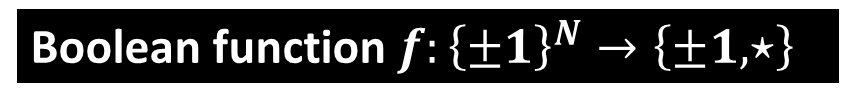 Boolean function f: {±1}^N → {±1,⋆}